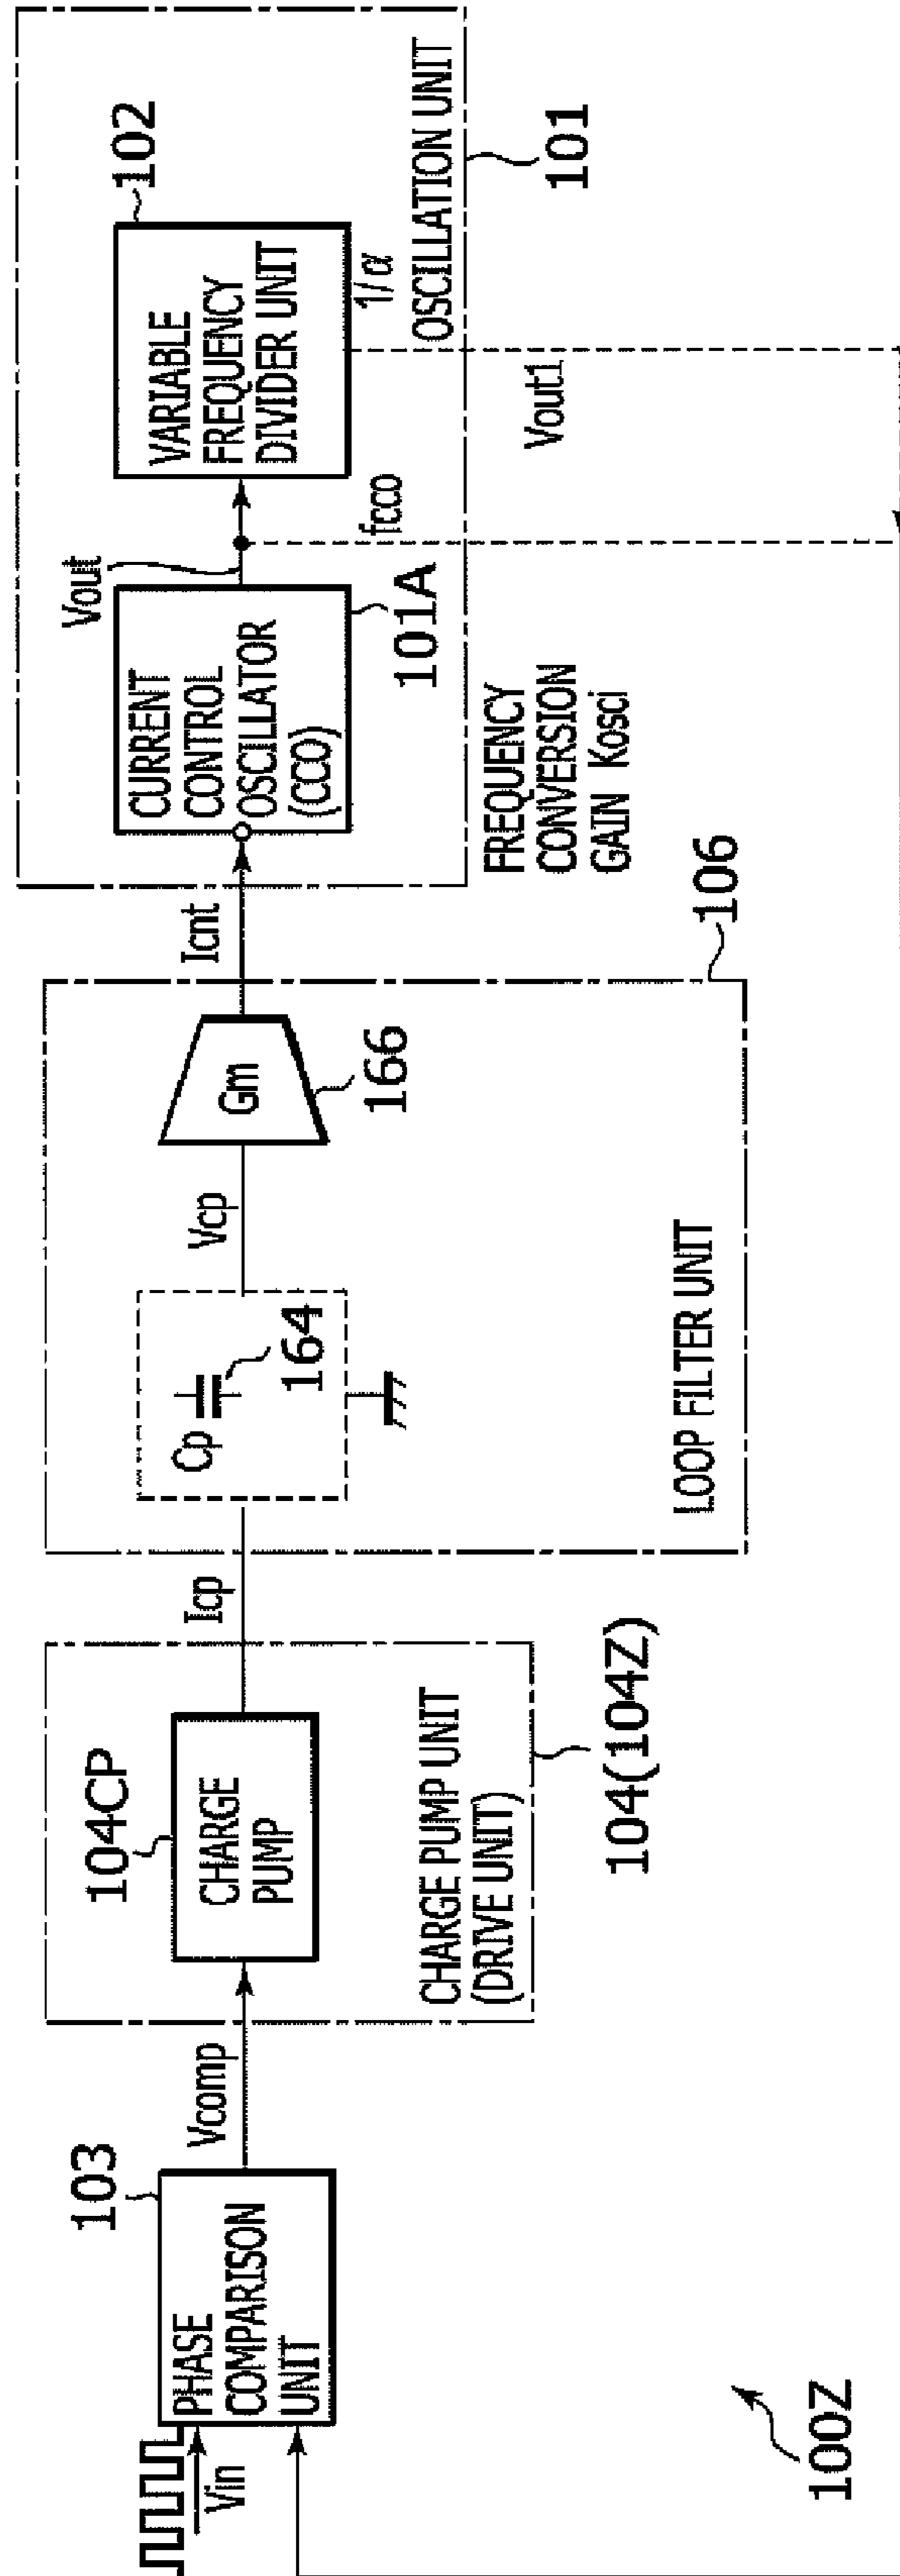 103
PHASE
COMPARISON
UNIT
Vin
Vcomp
104CP
CHARGE
PUMP
CHARGE PUMP UNIT
(DRIVE UNIT)
104(104Z)
Icp
Cp
164
Vcp
Gm
166
LOOP FILTER UNIT
106
Icnt
CURRENT
CONTROL
OSCILLATOR
(CCO)
101A
Vout
fcco
FREQUENCY
CONVERSION
GAIN Kosci
102
VARIABLE
FREQUENCY
DIVIDER UNIT
1/α
OSCILLATION UNIT
101
Vout1
100Z